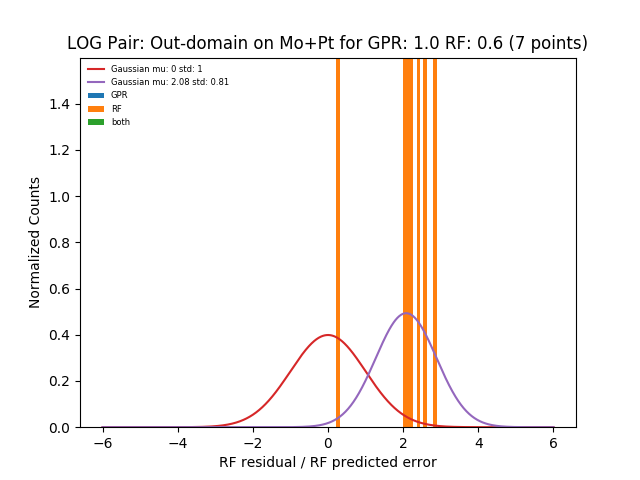 LOG Pair: Out-domain on Mo+Pt for GPR: 1.0 RF: 0.6 (7 points)
Gaussian mu: 0 std: 1
Gaussian mu: 2.08 std: 0.81
GPR
RF
both
Normalized Counts
1.4
1.2
1.0
0.8
0.6
0.4
0.2
0.0
−6 −4 −2 0 2 4 6
RF residual / RF predicted error